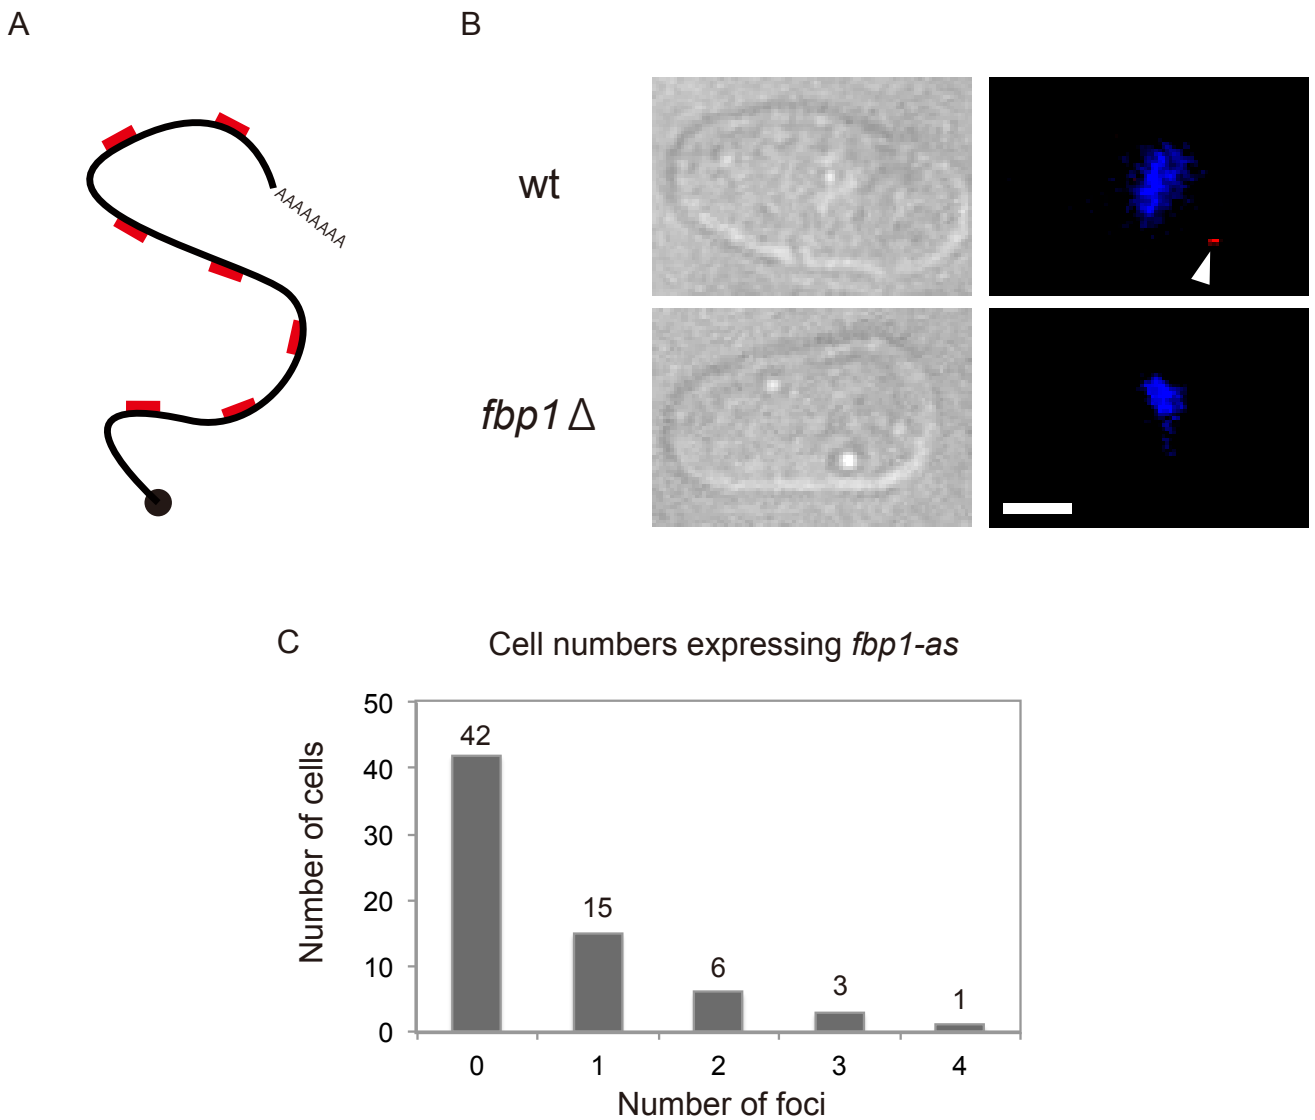 A
B
AAAAAAAA
wt
fbp1 Δ
C
Cell numbers expressing fbp1-as
Number of cells
50
40
30
20
10
0
42
15
6
3
1
0 1 2 3 4
Number of foci